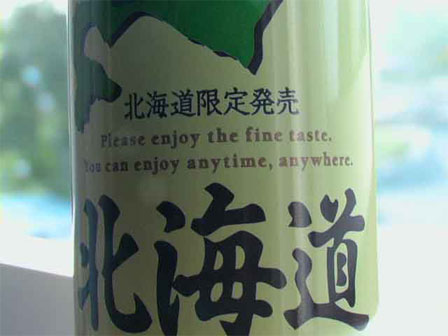 北海道限定発売
Please enjoy the fine taste.
You can enjoy anytime, anywhere.
北海道